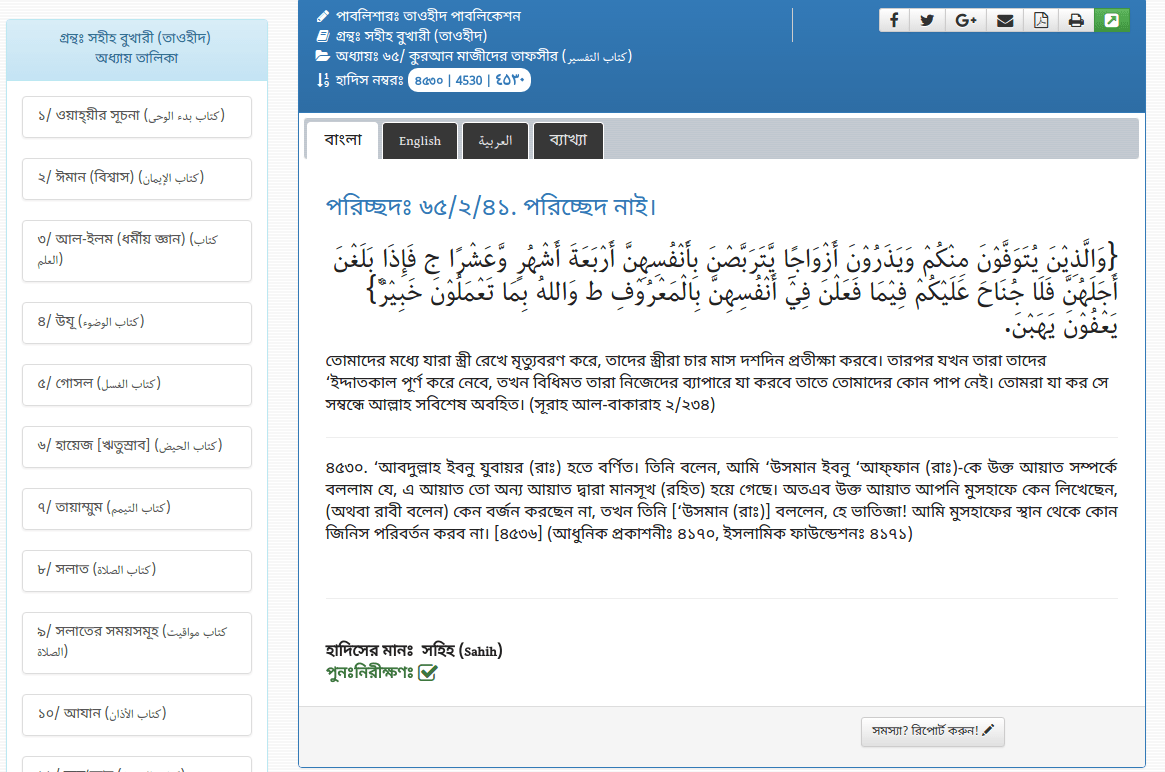 গ্রন্থঃ সহীহ বুখারী (তাওহীদ)
অধ্যায় তালিকা
১/ ওয়াহ্‌য়ীর সূচনা (كتاب بدء الوحى)
২/ ঈমান (বিশ্বাস) (كتاب الإيمان)
৩/ আল-ইলম (ধর্মীয় জ্ঞান) (كتاب
العلم)
৪/ উযূ (كتاب الوضوء)
৫/ গোসল (كتاب الغسل)
৬/ হায়েজ [ঋতুস্রাব] (كتاب الحيض)
৭/ তায়াম্মুম (كتاب التيمم)
৮/ সলাত (كتاب الصلاة)
৯/ সলাতের সময়সমূহ (كتاب مواقيت
الصلاة)
১০/ আযান (كتاب الأذان)
পাবলিশারঃ তাওহীদ পাবলিকেশন
গ্রন্থঃ সহীহ বুখারী (তাওহীদ)
অধ্যায়ঃ ৬৫/ কুরআন মাজীদের তাফসীর (كتاب التفسير)
হাদিস নম্বরঃ ৪৫৩০ | 4530 | ٤۵۳۰
বাংলা English العربية ব্যাখ্যা
পরিচ্ছদঃ ৬৫/২/৪১. পরিচ্ছেদ নাই।
{وَالَّذِيْنَ يُتَوَفَّوْنَ مِنْكُمْ وَيَذَرُوْنَ أَزْوَاجًا يَّتَرَبَّصْنَ بِأَنْفُسِهِنَّ أَرْبَعَةَ أَشْهُرٍ وَّعَشْرًا ج فَإِذَا بَلَغْنَ
أَجَلَهُنَّ فَلَا جُنَاحَ عَلَيْكُمْ فِيْمَا فَعَلْنَ فِيْٓ أَنْفُسِهِنَّ بِالْمَعْرُوْفِ ط وَاللهُ بِمَا تَعْمَلُوْنَ خَبِيْرٌ}
يَعْفُوْنَ يَهَبْنَ.
তোমাদের মধ্যে যারা স্ত্রী রেখে মৃত্যুবরণ করে, তাদের স্ত্রীরা চার মাস দশদিন প্রতীক্ষা করবে। তারপর যখন তারা তাদের
‘ইদ্দাতকাল পূর্ণ করে নেবে, তখন বিধিমত তারা নিজেদের ব্যাপারে যা করবে তাতে তোমাদের কোন পাপ নেই। তোমরা যা কর সে
সম্বন্ধে আল্লাহ সবিশেষ অবহিত। (সূরাহ আল-বাকারাহ ২/২৩৪)
৪৫৩০. ‘আবদুল্লাহ ইবনু যুবায়র (রাঃ) হতে বর্ণিত। তিনি বলেন, আমি ‘উসমান ইবনু ‘আফ্ফান (রাঃ)-কে উক্ত আয়াত সম্পর্কে
বললাম যে, এ আয়াত তো অন্য আয়াত দ্বারা মানসূখ (রহিত) হয়ে গেছে। অতএব উক্ত আয়াত আপনি মুসহাফে কেন লিখেছেন,
(অথবা রাবী বলেন) কেন বর্জন করছেন না, তখন তিনি [‘উসমান (রাঃ)] বললেন, হে ভাতিজা! আমি মুসহাফের স্থান থেকে কোন
জিনিস পরিবর্তন করব না। [৪৫৩৬] (আধুনিক প্রকাশনীঃ ৪১৭০, ইসলামিক ফাউন্ডেশনঃ ৪১৭১)
হাদিসের মানঃ সহিহ (Sahih)
পুনঃনিরীক্ষণঃ
সমস্যা? রিপোর্ট করুন!